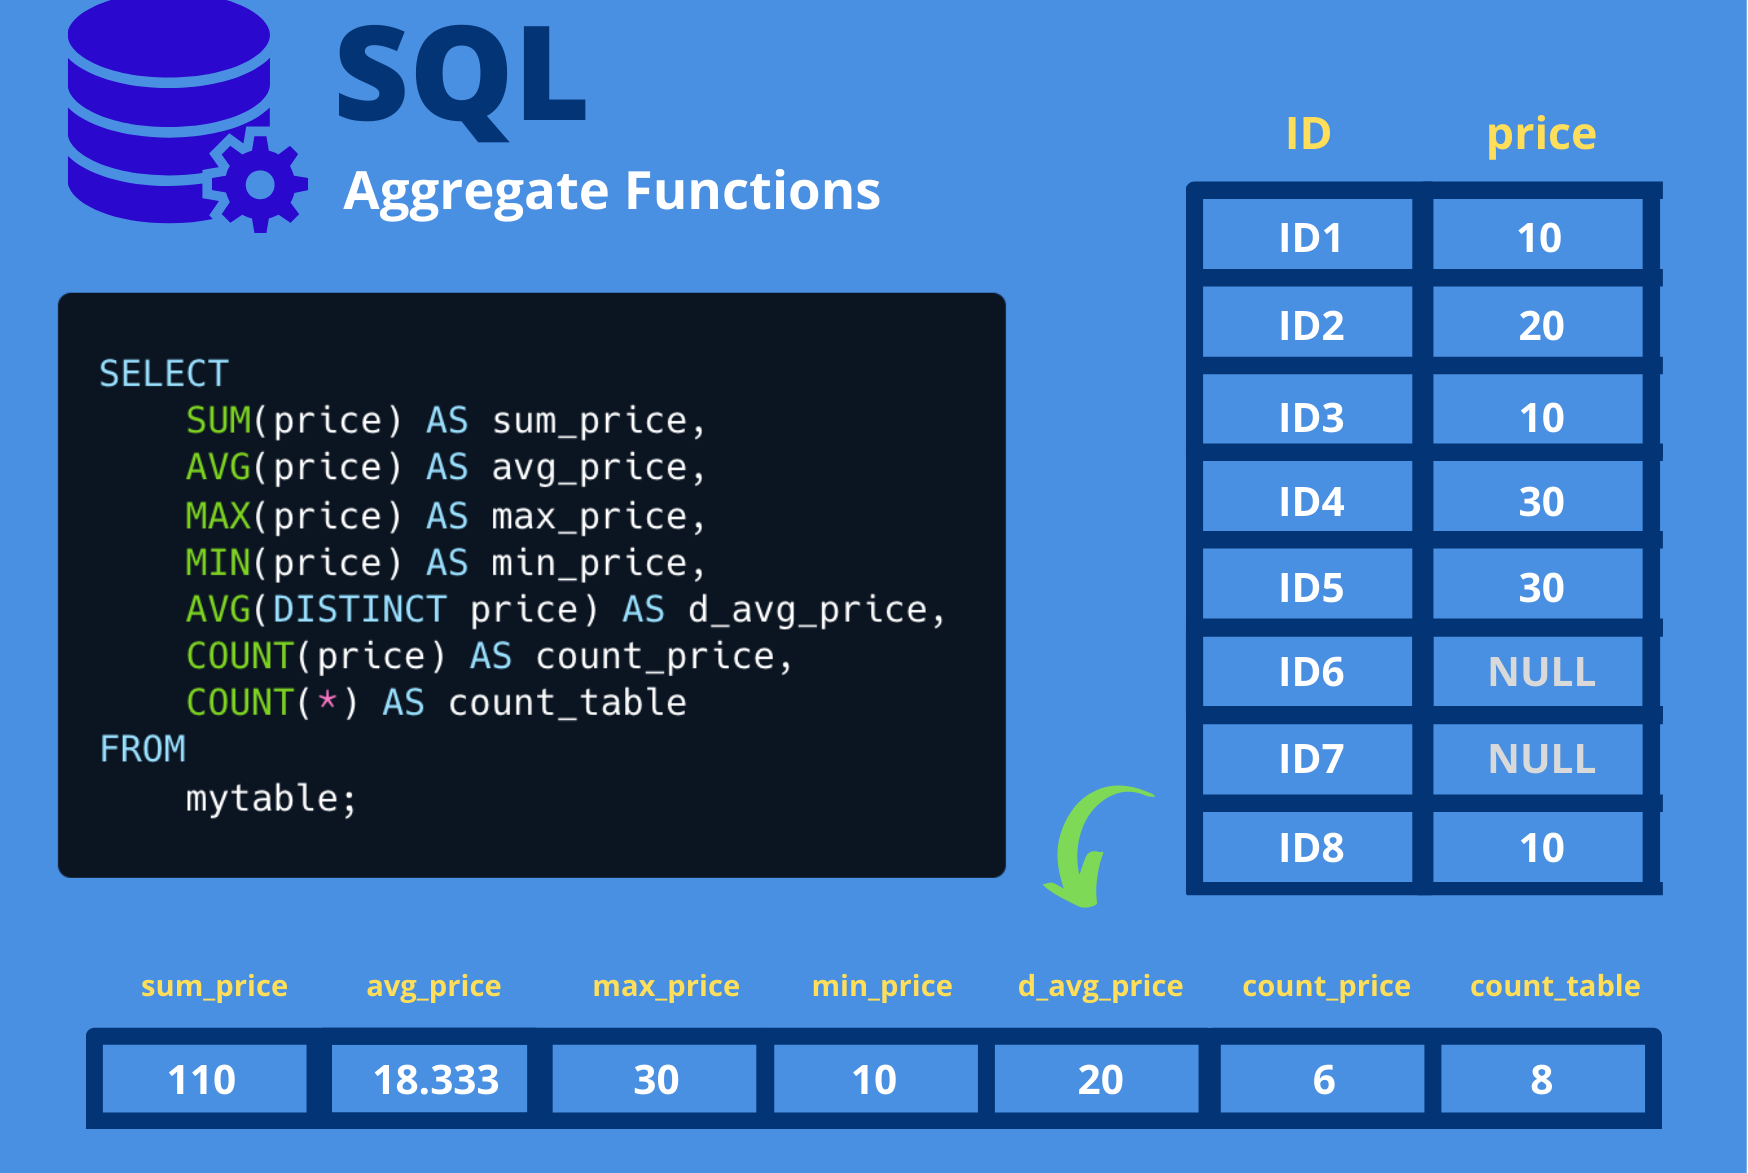 SQL
Aggregate Functions
SELECT
SUM(price) AS sum_price,
AVG(price) AS avg_price,
MAX(price) AS max_price,
MIN(price) AS min_price,
AVG(DISTINCT price) AS d_avg_price,
COUNT(price) AS count_price,
COUNT(*) AS count_table
FROM
mytable;
ID price
ID1 10
ID2 20
ID3 10
ID4 30
ID5 30
ID6 NULL
ID7 NULL
ID8 10
sum_price avg_price max_price min_price d_avg_price count_price count_table
110 18.333 30 10 20 6 8